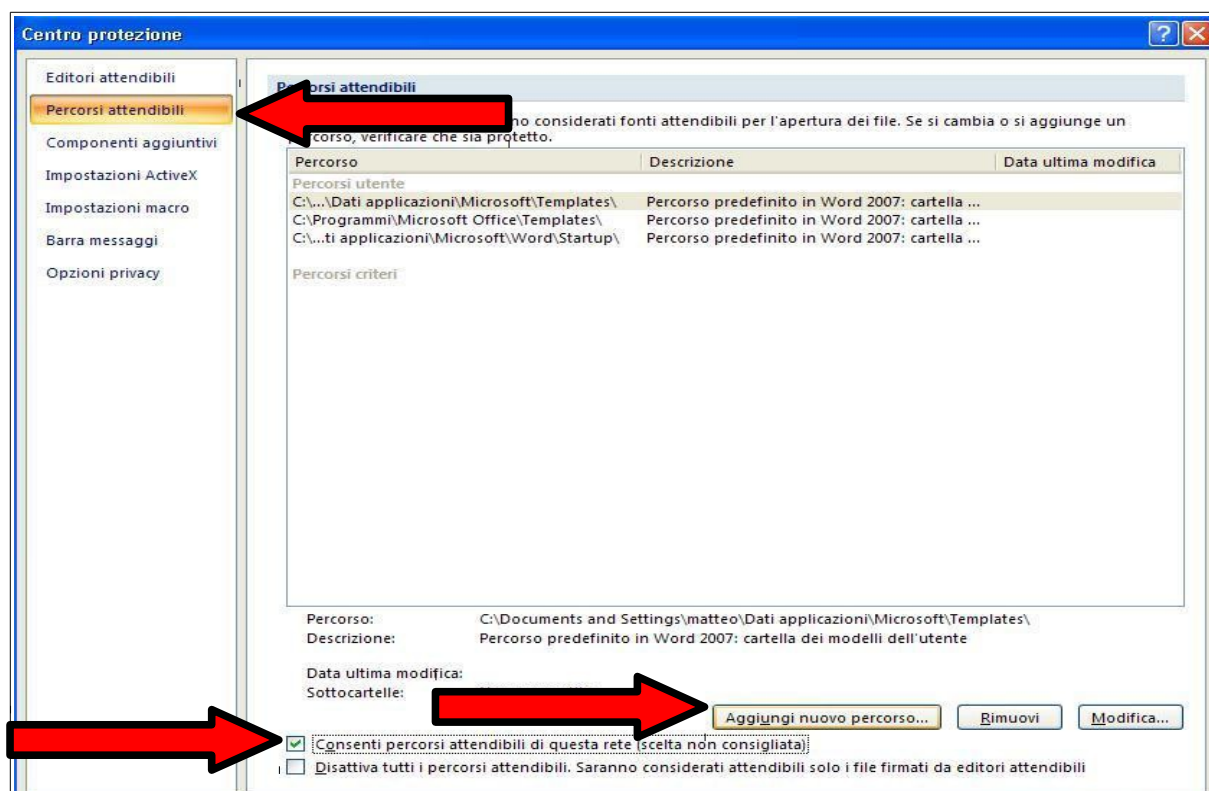 Centro protezione
Editori attendibili
Percorsi attendibili
Componenti aggiuntivi
Impostazioni ActiveX
Impostazioni macro
Barra messaggi
Opzioni privacy
Percorsi attendibili
considerati fonti attendibili per l'apertura dei file. Se si cambia o si aggiunge un
percorso, verificare che sia protetto.
Percorso Descrizione Data ultima modifica
Percorsi utente
C:\...\Dati applicazioni\Microsoft\Templates\ Percorso predefinito in Word 2007: cartella ...
C:\Programmi\Microsoft Office\Templates\ Percorso predefinito in Word 2007: cartella ...
C:\...ti applicazioni\Microsoft\Word\Startup\ Percorso predefinito in Word 2007: cartella ...
Percorsi criteri
Percorso: C:\Documents and Settings\matteo\Dati applicazioni\Microsoft\Templates\
Descrizione: Percorso predefinito in Word 2007: cartella dei modelli dell'utente
Data ultima modifica:
Sottocartelle:
Aggiungi nuovo percorso... Rimuovi Modifica...
Consenti percorsi attendibili di questa rete (scelta non consigliata)
Disattiva tutti i percorsi attendibili. Saranno considerati attendibili solo i file firmati da editori attendibili